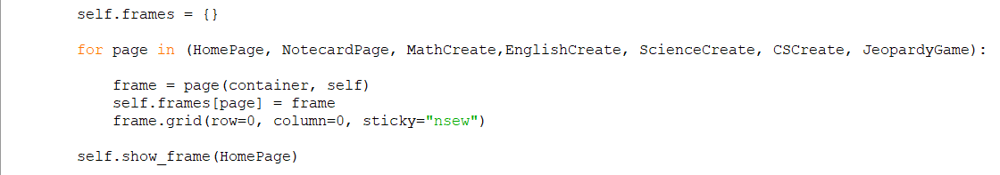 self.frames = {}
for page in (HomePage, NotecardPage, MathCreate,EnglishCreate, ScienceCreate, CSCreate, JeopardyGame):
frame = page(container, self)
self.frames[page] = frame
frame.grid(row=0, column=0, sticky="nsew")
self.show_frame(HomePage)